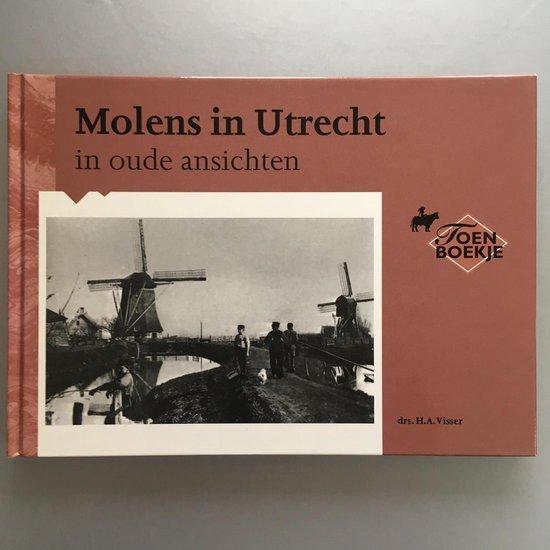 Molens in Utrecht
in oude ansichten
TOEN
BOEKJE
drs. H.A.Visser